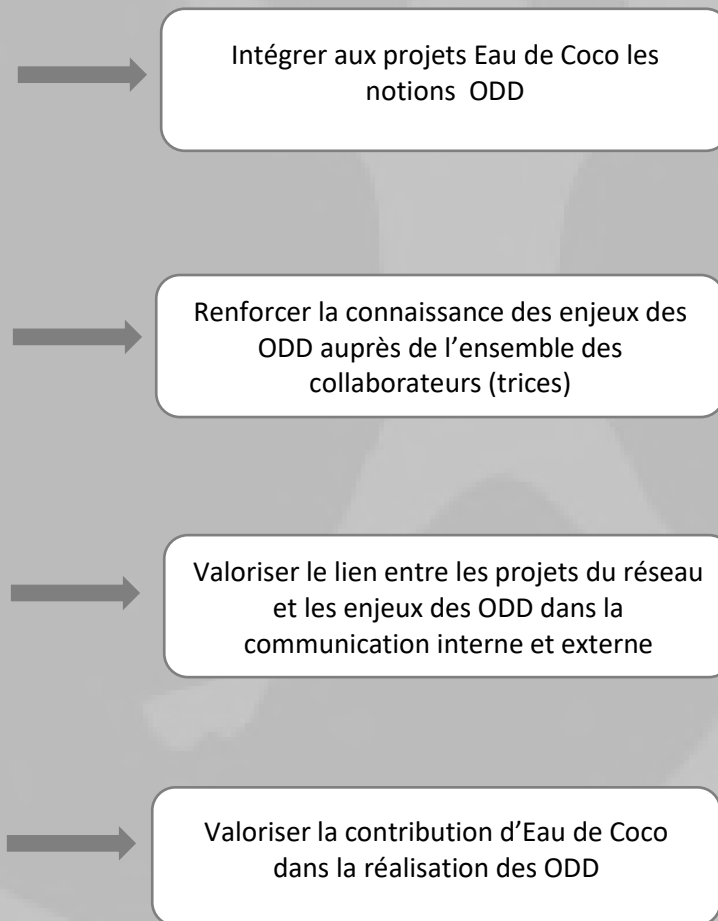 Intégrer aux projets Eau de Coco les
notions  ODD
Renforcer la connaissance des enjeux des
ODD auprès de l’ensemble des
collaborateurs (trices)
Valoriser le lien entre les projets du réseau
et les enjeux des ODD dans la
communication interne et externe
Valoriser la contribution d’Eau de Coco
dans la réalisation des ODD